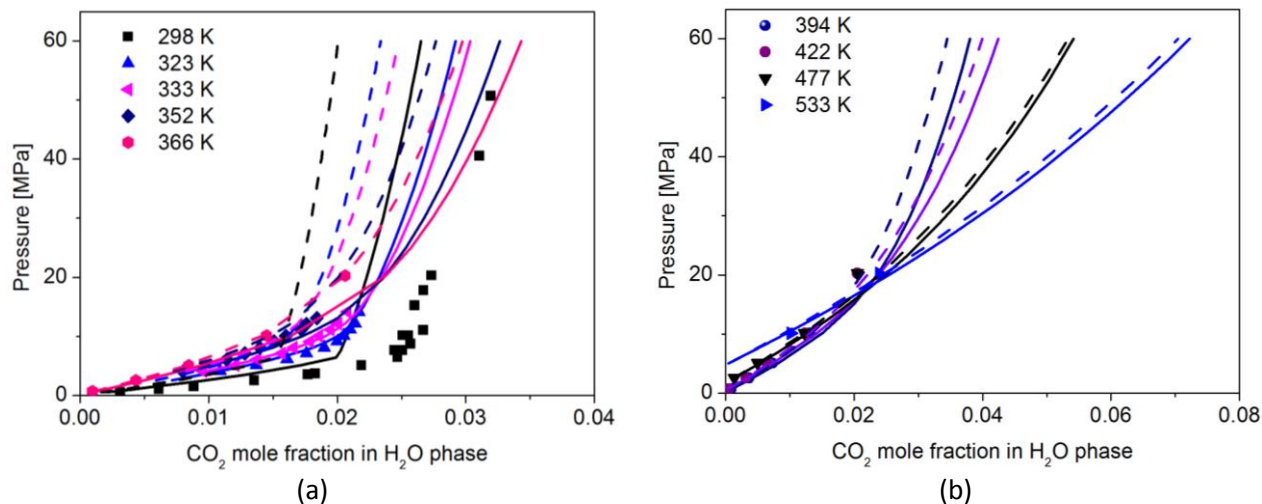 60
40
20
0
0.00
0.01
0.02
0.03
0.04
Pressure [MPa]
CO₂ mole fraction in H₂O phase
298 K
323 K
333 K
352 K
366 K
(a)
60
40
20
0
0.00
0.02
0.04
0.06
0.08
Pressure [MPa]
CO₂ mole fraction in H₂O phase
394 K
422 K
477 K
533 K
(b)